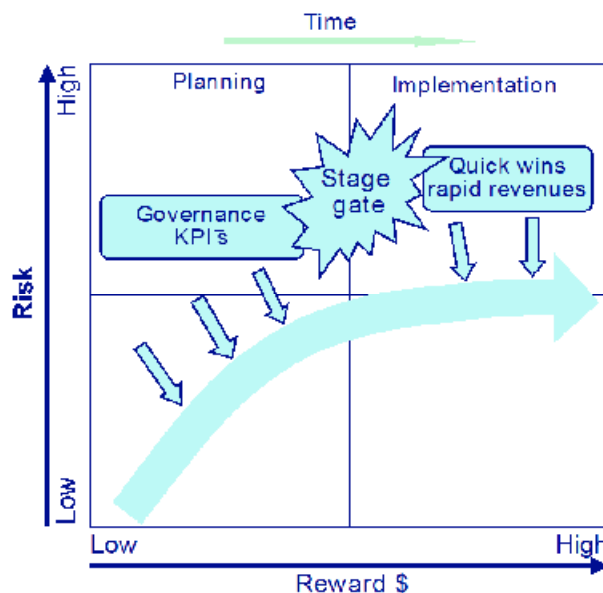 Time
Planning
Implementation
High
Stage
gate
Quick wins
rapid revenues
Governance
KPI's
Risk
Low
Low
High
Reward $